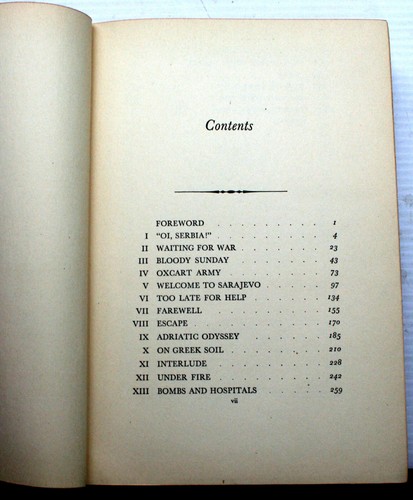 Contents
FOREWORD . . . . . . . . . 1
I "OI, SERBIA!" . . . . . . . . . 4
II WAITING FOR WAR . . . . . . . 23
III BLOODY SUNDAY . . . . . . . 43
IV OXCART ARMY . . . . . . . 73
V WELCOME TO SARAJEVO . . . . . 97
VI TOO LATE FOR HELP . . . . . . 134
VII FAREWELL . . . . . . . . . 155
VIII ESCAPE . . . . . . . . . . 170
IX ADRIATIC ODYSSEY . . . . . . 185
X ON GREEK SOIL . . . . . . . 210
XI INTERLUDE . . . . . . . . 228
XII UNDER FIRE . . . . . . . . 242
XIII BOMBS AND HOSPITALS . . . . . 259
vii